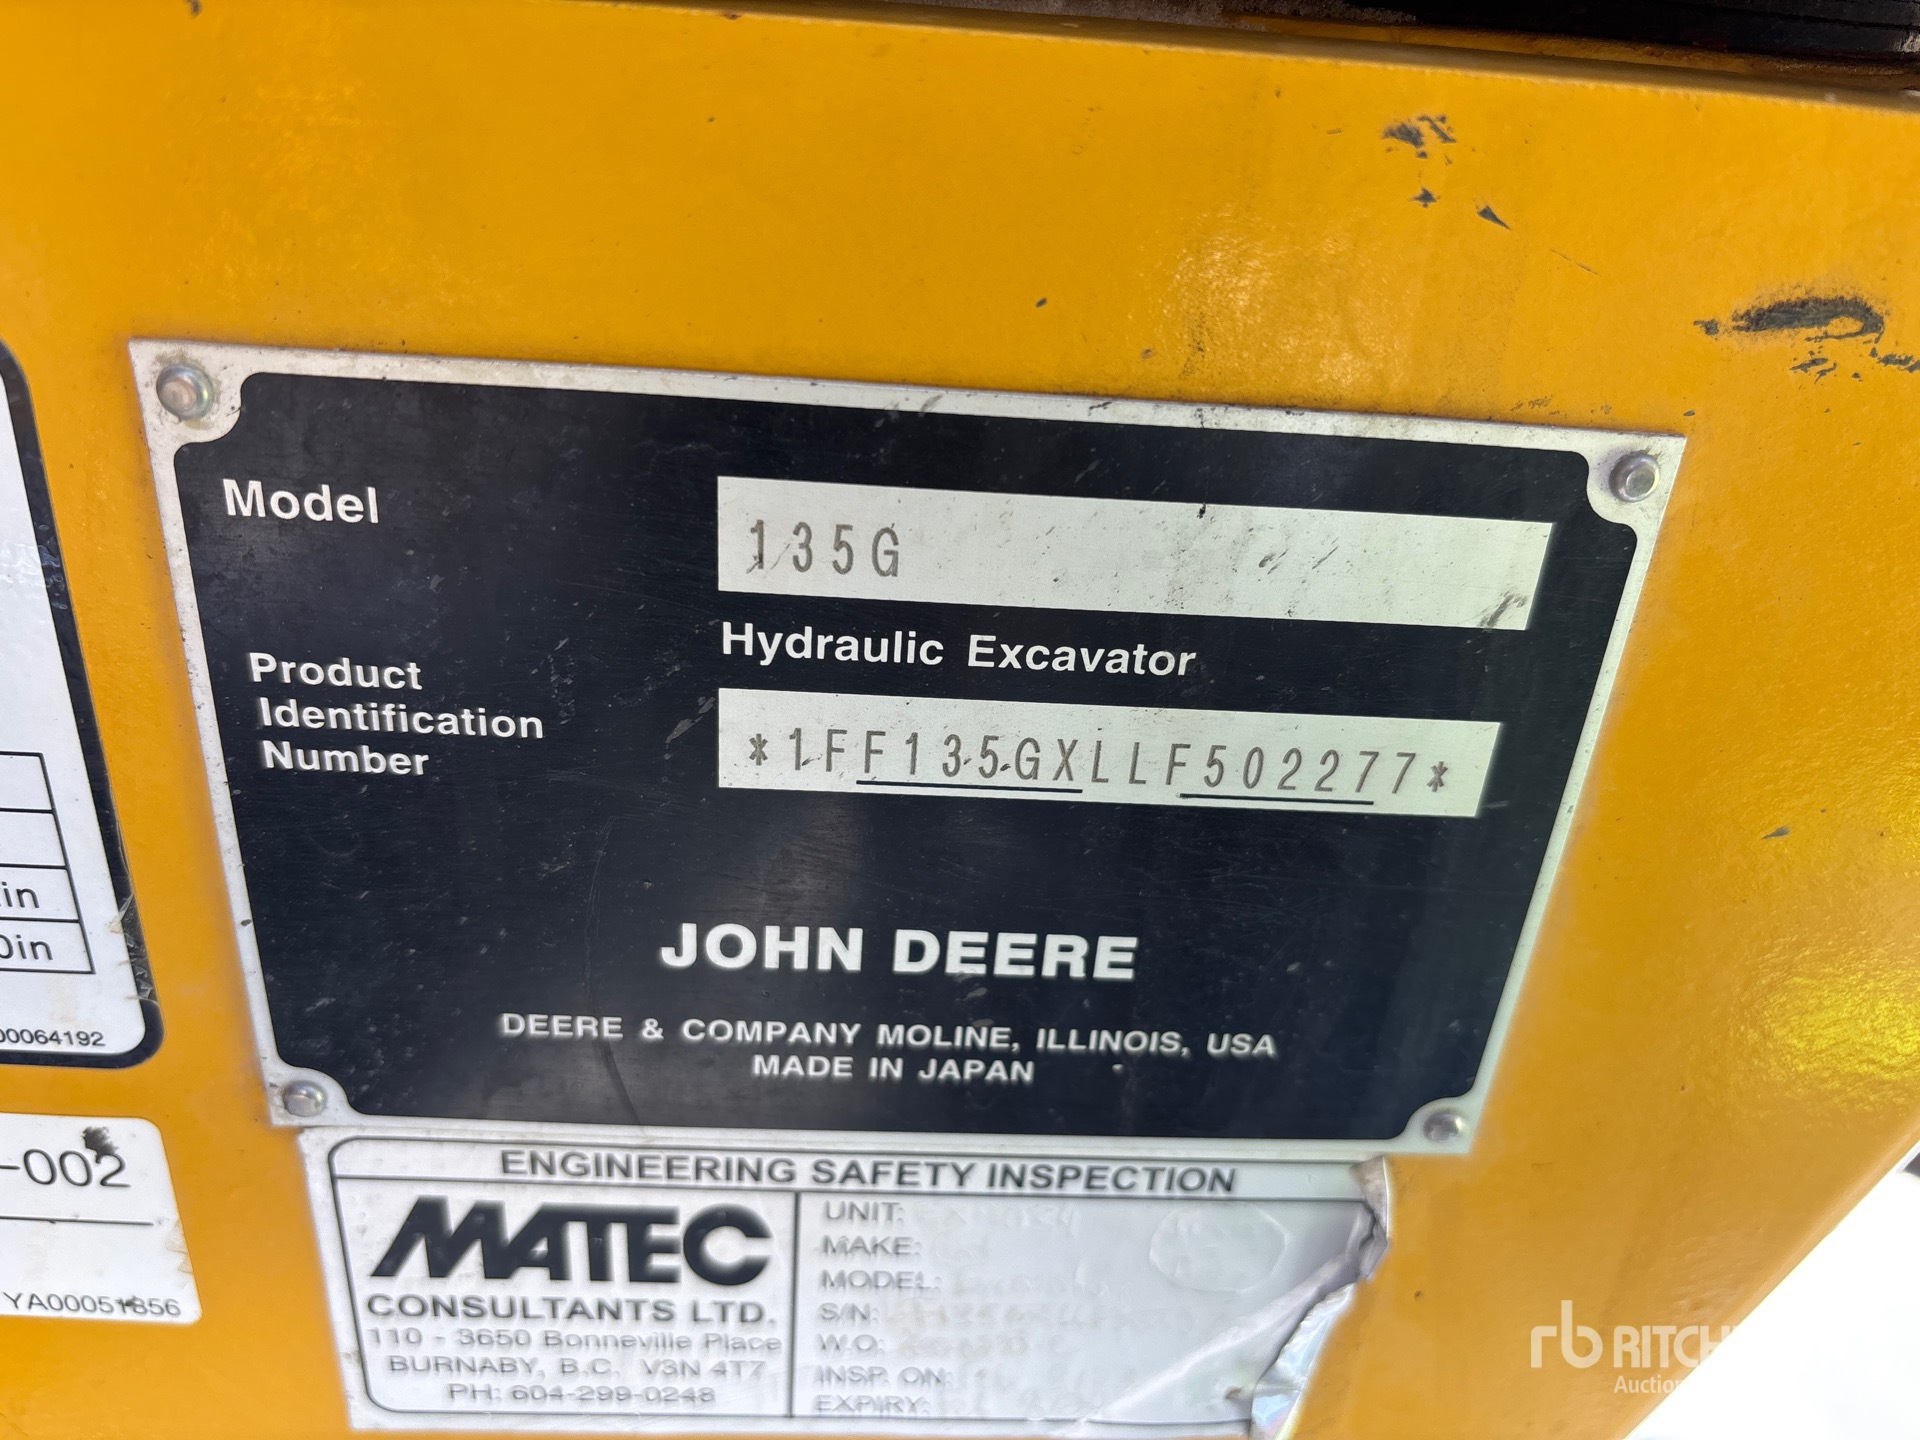 Model
135G
Hydraulic Excavator
Product
Identification
Number
*1FF135GXLLF502277*
JOHN DEERE
DEERE & COMPANY MOLINE, ILLINOIS, USA
MADE IN JAPAN
in
0in
00064192
-002
YA00051856
ENGINEERING SAFETY INSPECTION
MATEC
CONSULTANTS LTD.
110 - 3650 Bonneville Place
BURNABY, B.C. V3N 4T7
PH: 604-299-0248
UNIT:
MAKE:
MODEL:
S/N:
W.O.:
INSP. ON:
EXPIRY:
rb RITCH
Auction